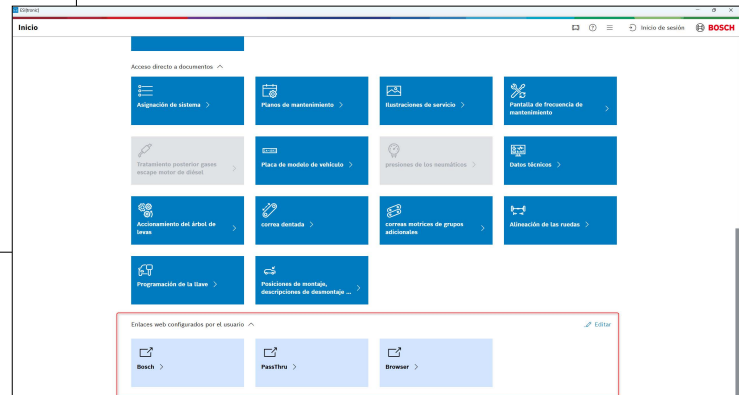 ESI[tronic]
Inicio
Inicio de sesión
BOSCH
Acceso directo a documentos
Asignación de sistema
Planos de mantenimiento
Ilustraciones de servicio
Pantalla de frecuencia de
mantenimiento
Tratamiento posterior gases
escape motor de diésel
Placa de modelo de vehículo
presiones de los neumáticos
Datos técnicos
Accionamiento del árbol de
levas
correa dentada
correas motrices de grupos
adicionales
Alineación de las ruedas
Programación de la llave
Posiciones de montaje,
descripciones de desmontaje ...
Enlaces web configurados por el usuario
Editar
Bosch
PassThru
Browser